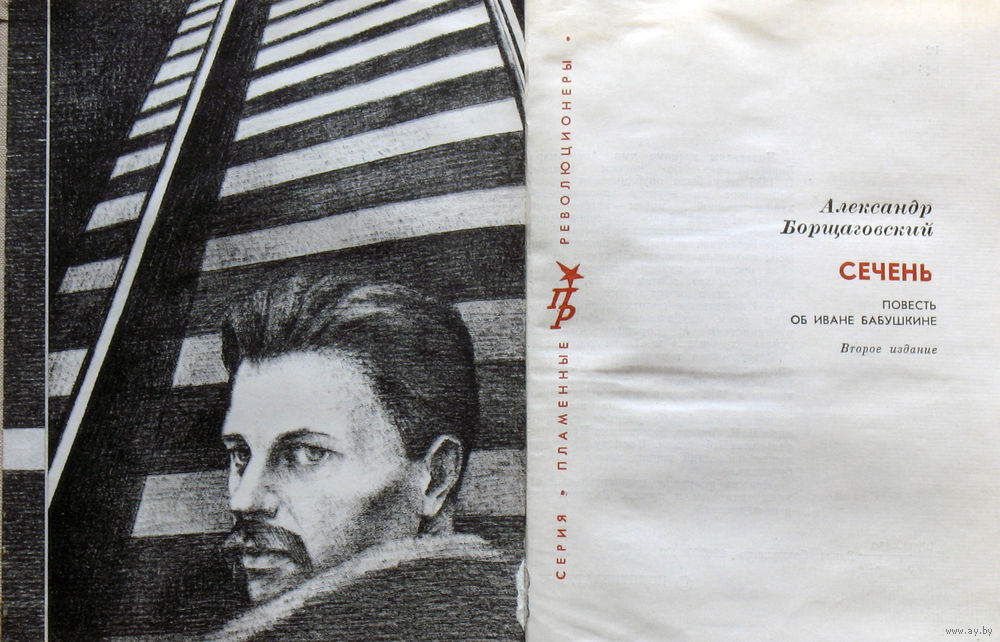 СЕРИЯ • ПЛАМЕННЫЕ РЕВОЛЮЦИОНЕРЫ •
ПР
Александр
Борщаговский
СЕЧЕНЬ
ПОВЕСТЬ
ОБ ИВАНЕ БАБУШКИНЕ
Второе издание
www.ay.by